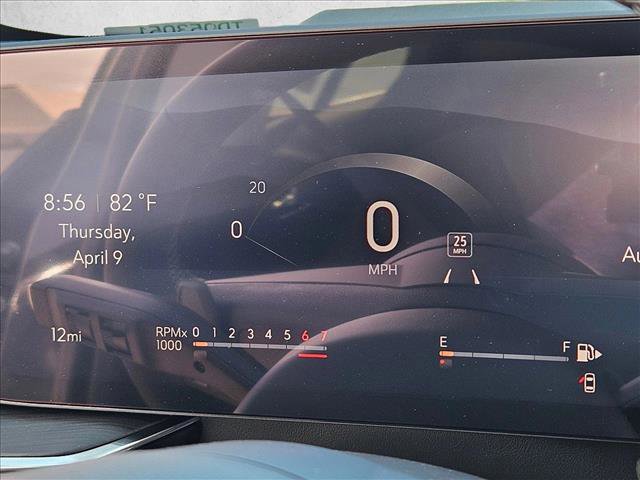 8:56 | 82 °F
Thursday,
April 9
20
0
0
MPH
25
MPH
Au
12mi
RPMx
1000
0 1 2 3 4 5 6 7
E F